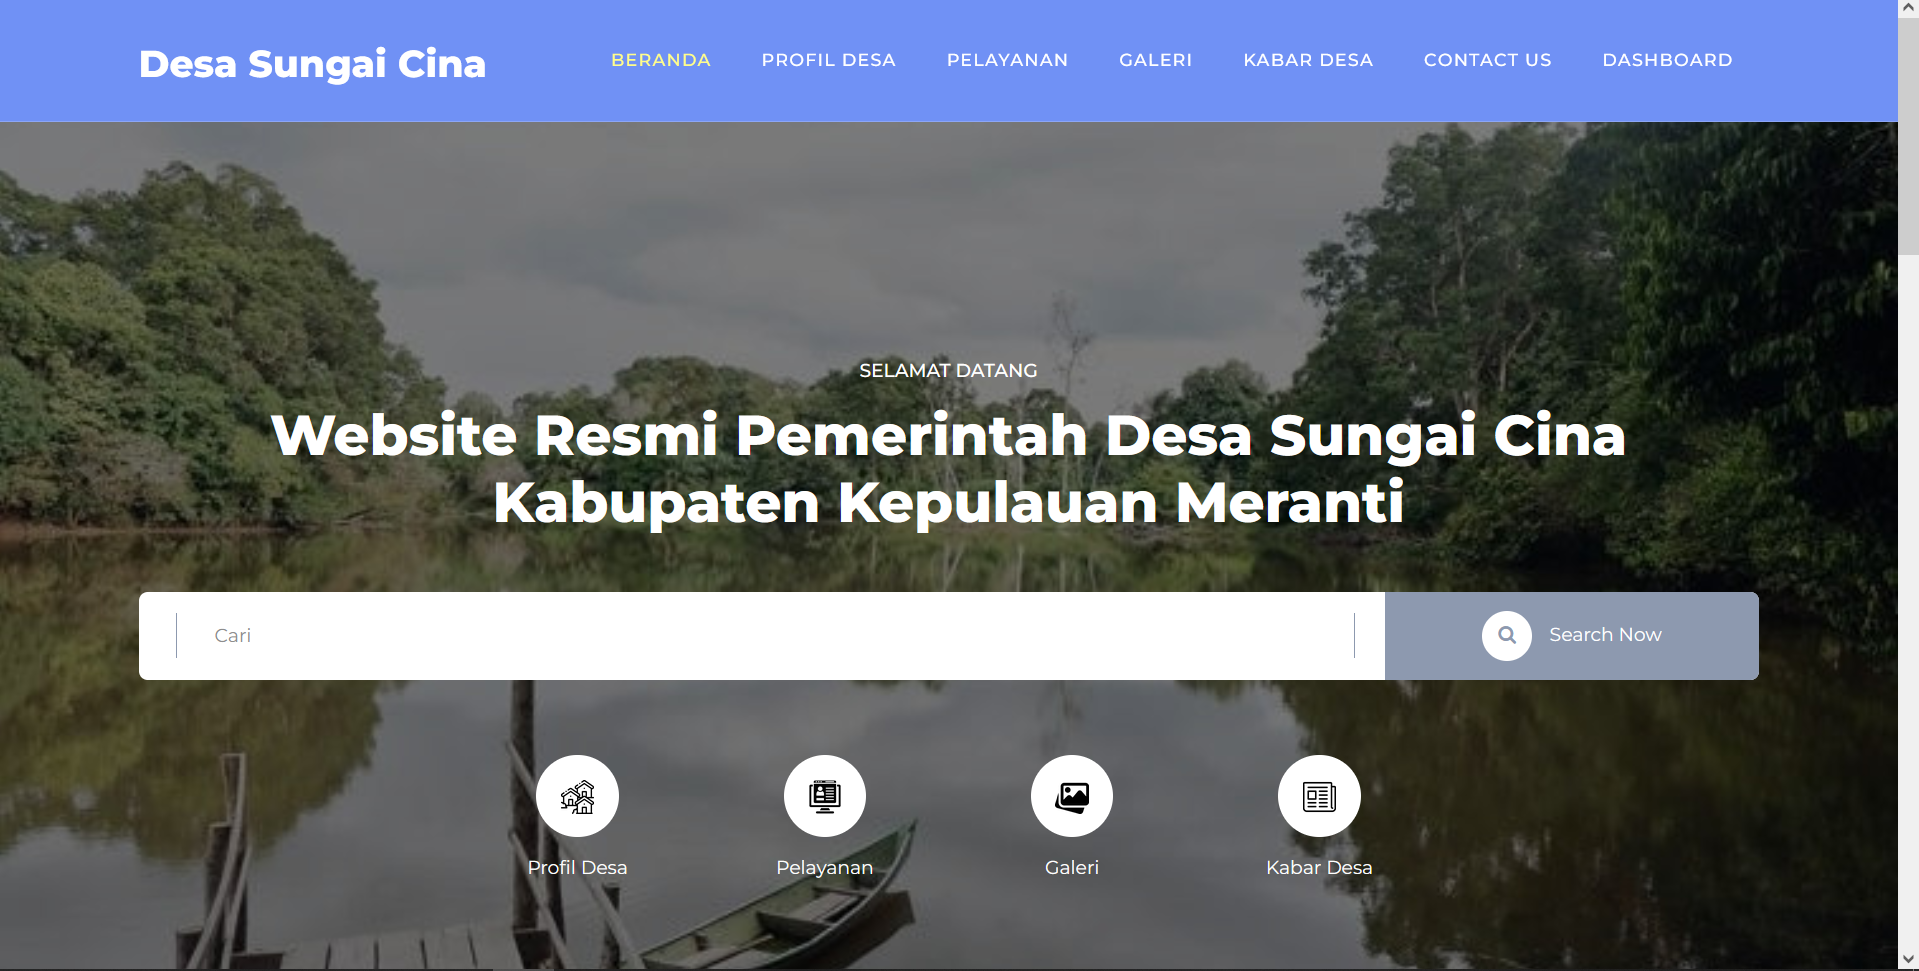 Desa Sungai Cina
BERANDA PROFIL DESA PELAYANAN GALERI KABAR DESA CONTACT US DASHBOARD
SELAMAT DATANG
Website Resmi Pemerintah Desa Sungai Cina
Kabupaten Kepulauan Meranti
Cari
Search Now
Profil Desa Pelayanan Galeri Kabar Desa